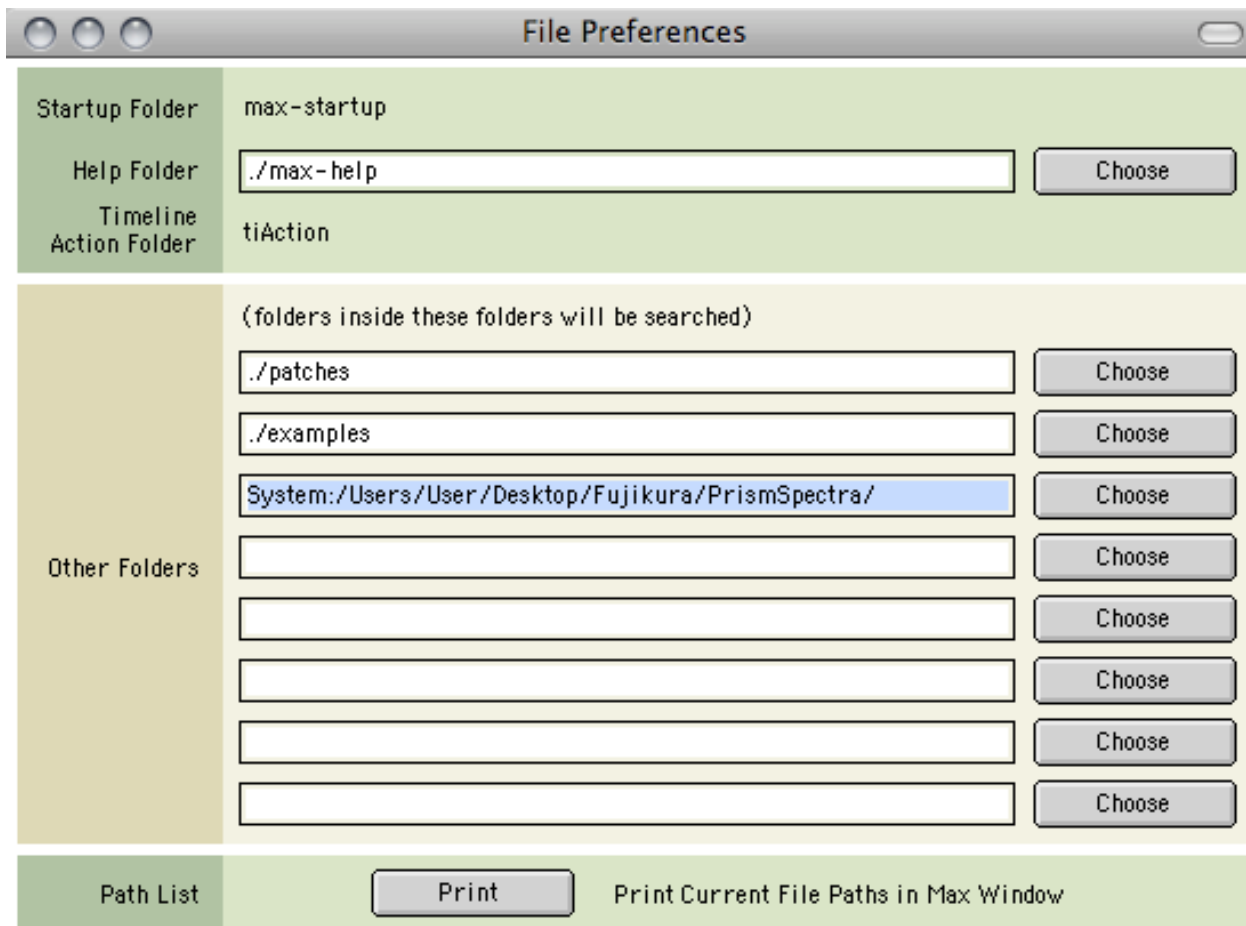 File Preferences
Startup Folder max-startup
Help Folder ./max-help Choose
Timeline
Action Folder tiAction
(folders inside these folders will be searched)
./patches Choose
./examples Choose
System:/Users/User/Desktop/Fujikura/PrismSpectra/ Choose
Other Folders Choose
Choose
Choose
Choose
Choose
Path List Print Print Current File Paths in Max Window